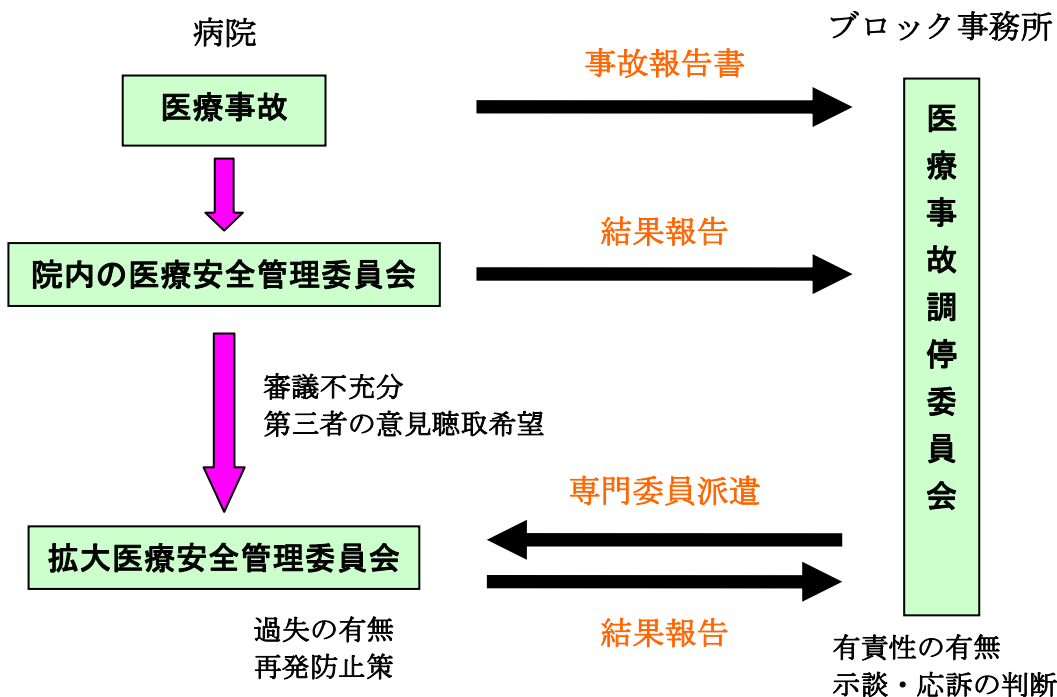 病院
ブロック事務所
事故報告書
医療事故
医療事故調停委員会
結果報告
院内の医療安全管理委員会
審議不充分
第三者の意見聴取希望
専門委員派遣
拡大医療安全管理委員会
結果報告
過失の有無
再発防止策
有責性の有無
示談・応訴の判断